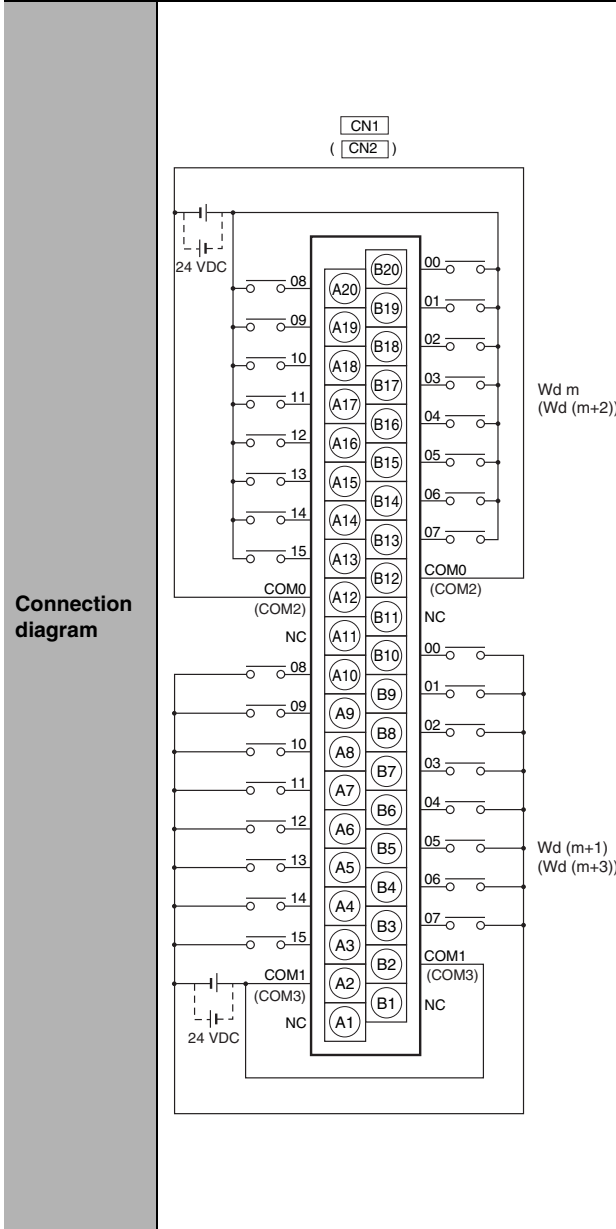 CN1
( CN2 )
24 VDC
08 A20 B20 00
09 A19 B19 01
10 A18 B18 02
11 A17 B17 03
12 A16 B16 04
13 A15 B15 05
14 A14 B14 06
15 A13 B13 07
Wd m
(Wd (m+2))
COM0 A12 B12 COM0
(COM2) (COM2)
NC A11 B11 NC
Connection
diagram
08 A10 B10 00
09 A9 B9 01
10 A8 B8 02
11 A7 B7 03
12 A6 B6 04
13 A5 B5 05
14 A4 B4 06
15 A3 B3 07
Wd (m+1)
(Wd (m+3))
COM1 A2 B2 COM1
(COM3) (COM3)
NC A1 B1 NC
24 VDC